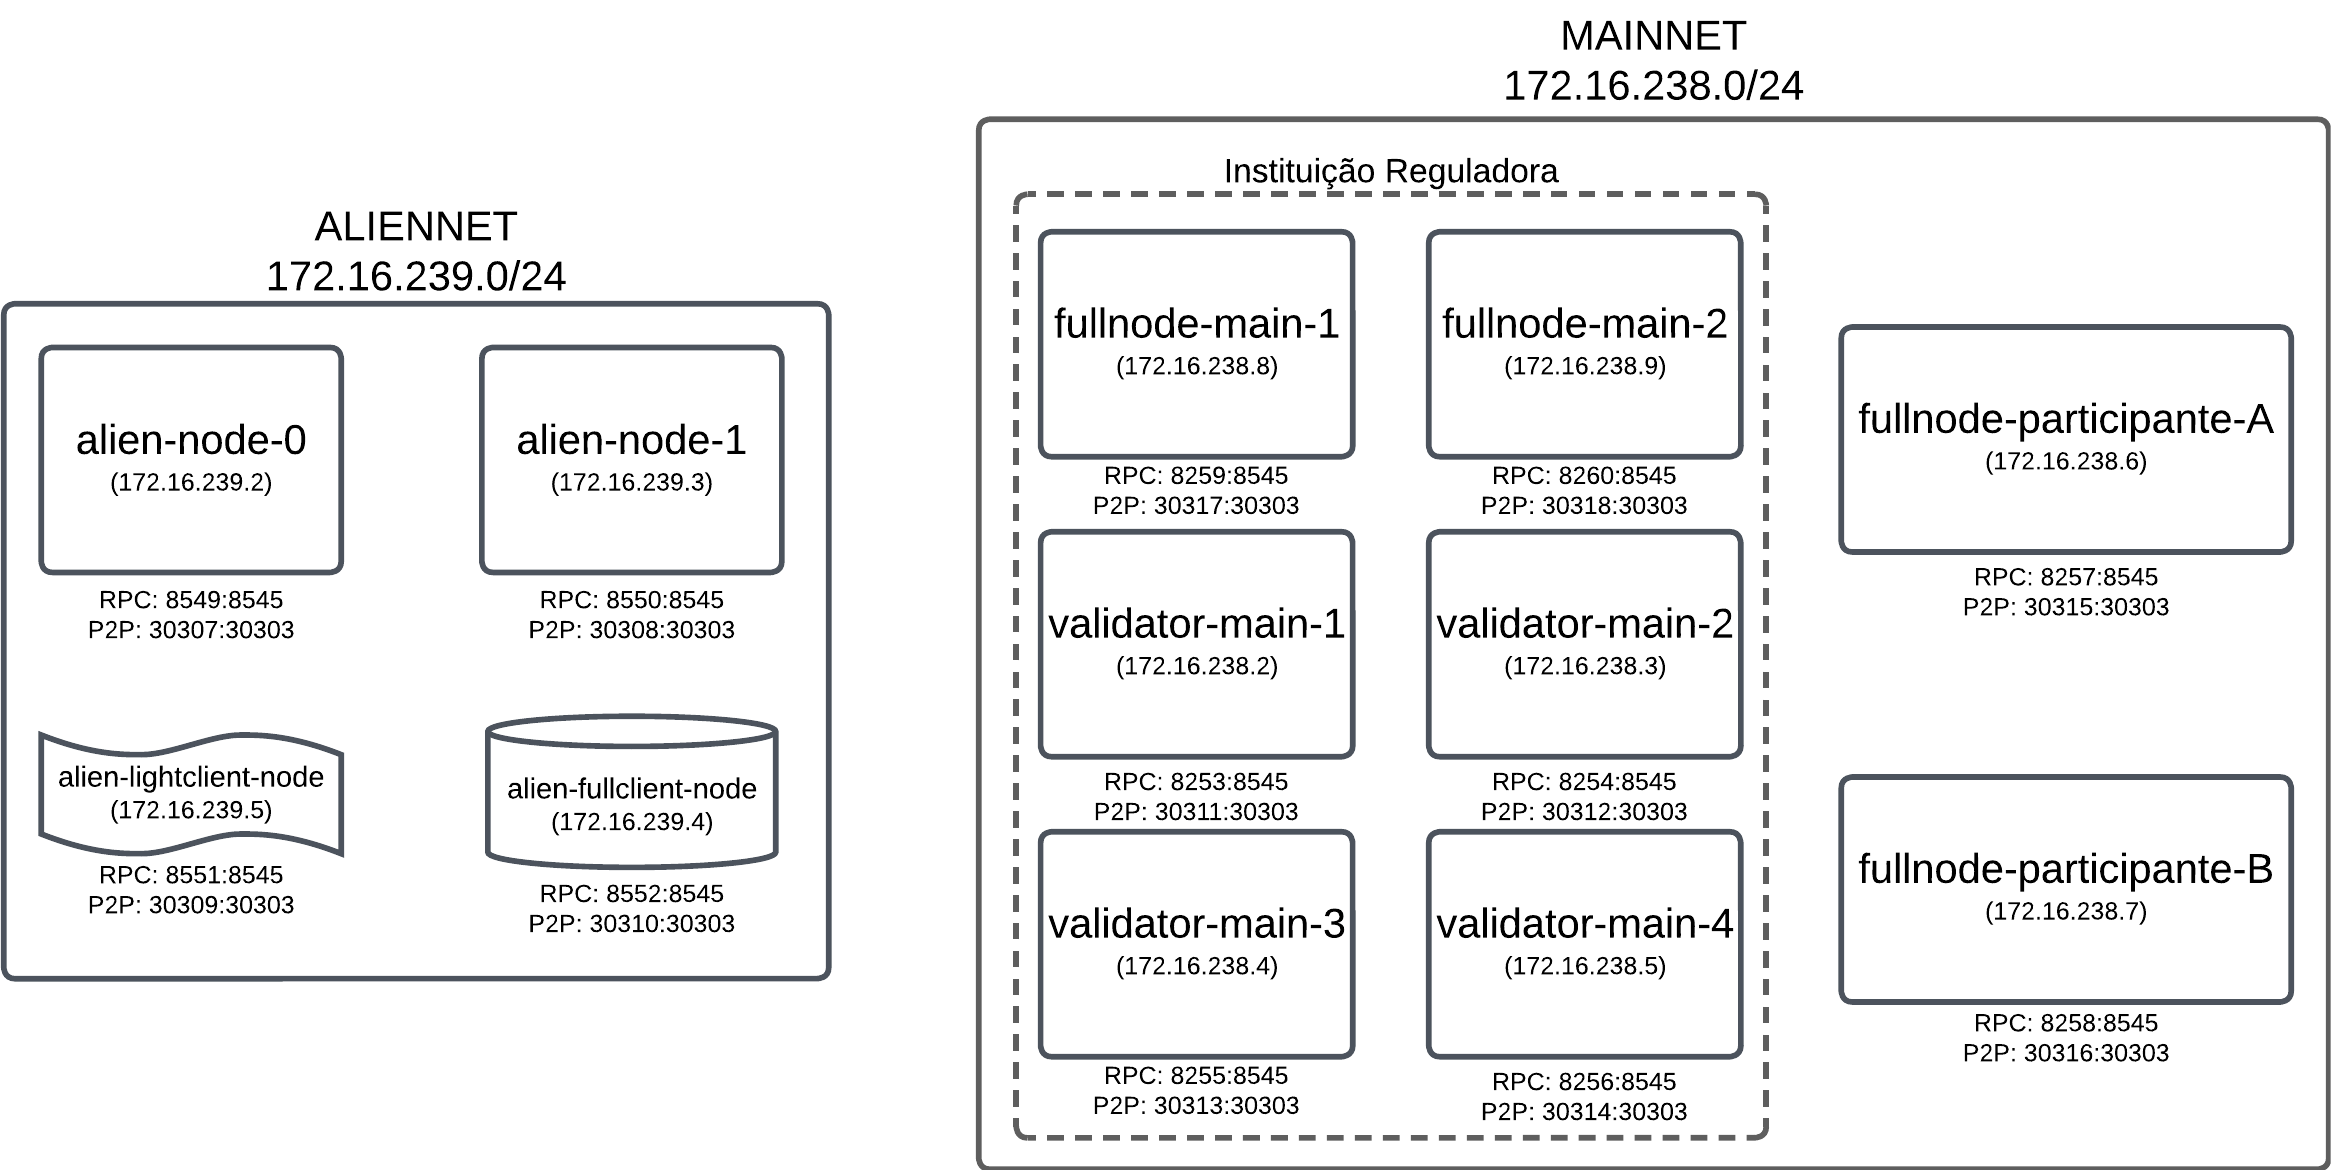 ALIENNET
172.16.239.0/24
alien-node-0
(172.16.239.2)
RPC: 8549:8545
P2P: 30307:30303
alien-node-1
(172.16.239.3)
RPC: 8550:8545
P2P: 30308:30303
alien-lightclient-node
(172.16.239.5)
RPC: 8551:8545
P2P: 30309:30303
alien-fullclient-node
(172.16.239.4)
RPC: 8552:8545
P2P: 30310:30303
MAINNET
172.16.238.0/24
Instituição Reguladora
fullnode-main-1
(172.16.238.8)
RPC: 8259:8545
P2P: 30317:30303
fullnode-main-2
(172.16.238.9)
RPC: 8260:8545
P2P: 30318:30303
validator-main-1
(172.16.238.2)
RPC: 8253:8545
P2P: 30311:30303
validator-main-2
(172.16.238.3)
RPC: 8254:8545
P2P: 30312:30303
validator-main-3
(172.16.238.4)
RPC: 8255:8545
P2P: 30313:30303
validator-main-4
(172.16.238.5)
RPC: 8256:8545
P2P: 30314:30303
fullnode-participante-A
(172.16.238.6)
RPC: 8257:8545
P2P: 30315:30303
fullnode-participante-B
(172.16.238.7)
RPC: 8258:8545
P2P: 30316:30303